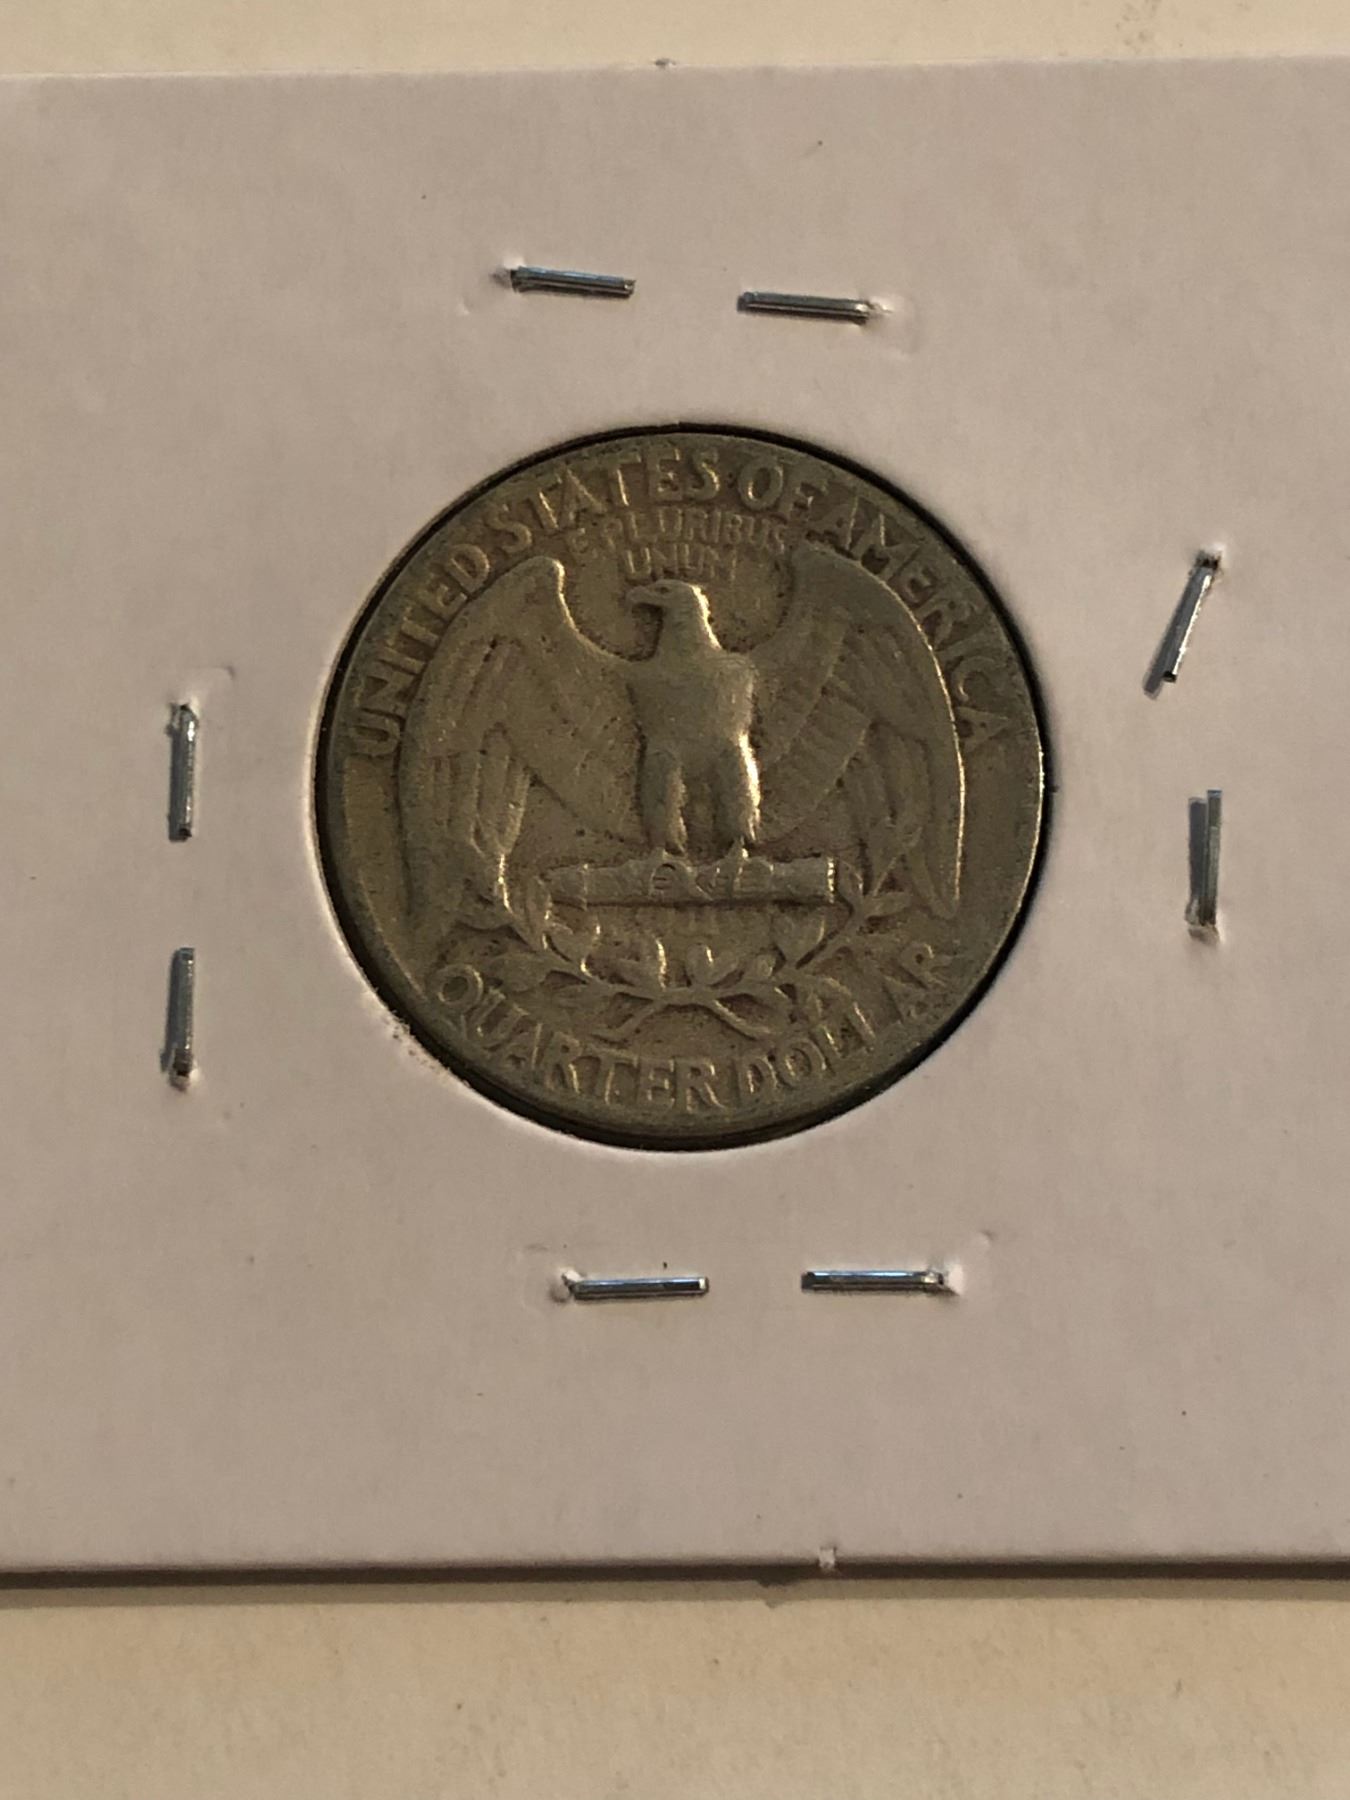 UNITED STATES OF AMERICA
E PLURIBUS
UNUM
QUARTER DOLLAR